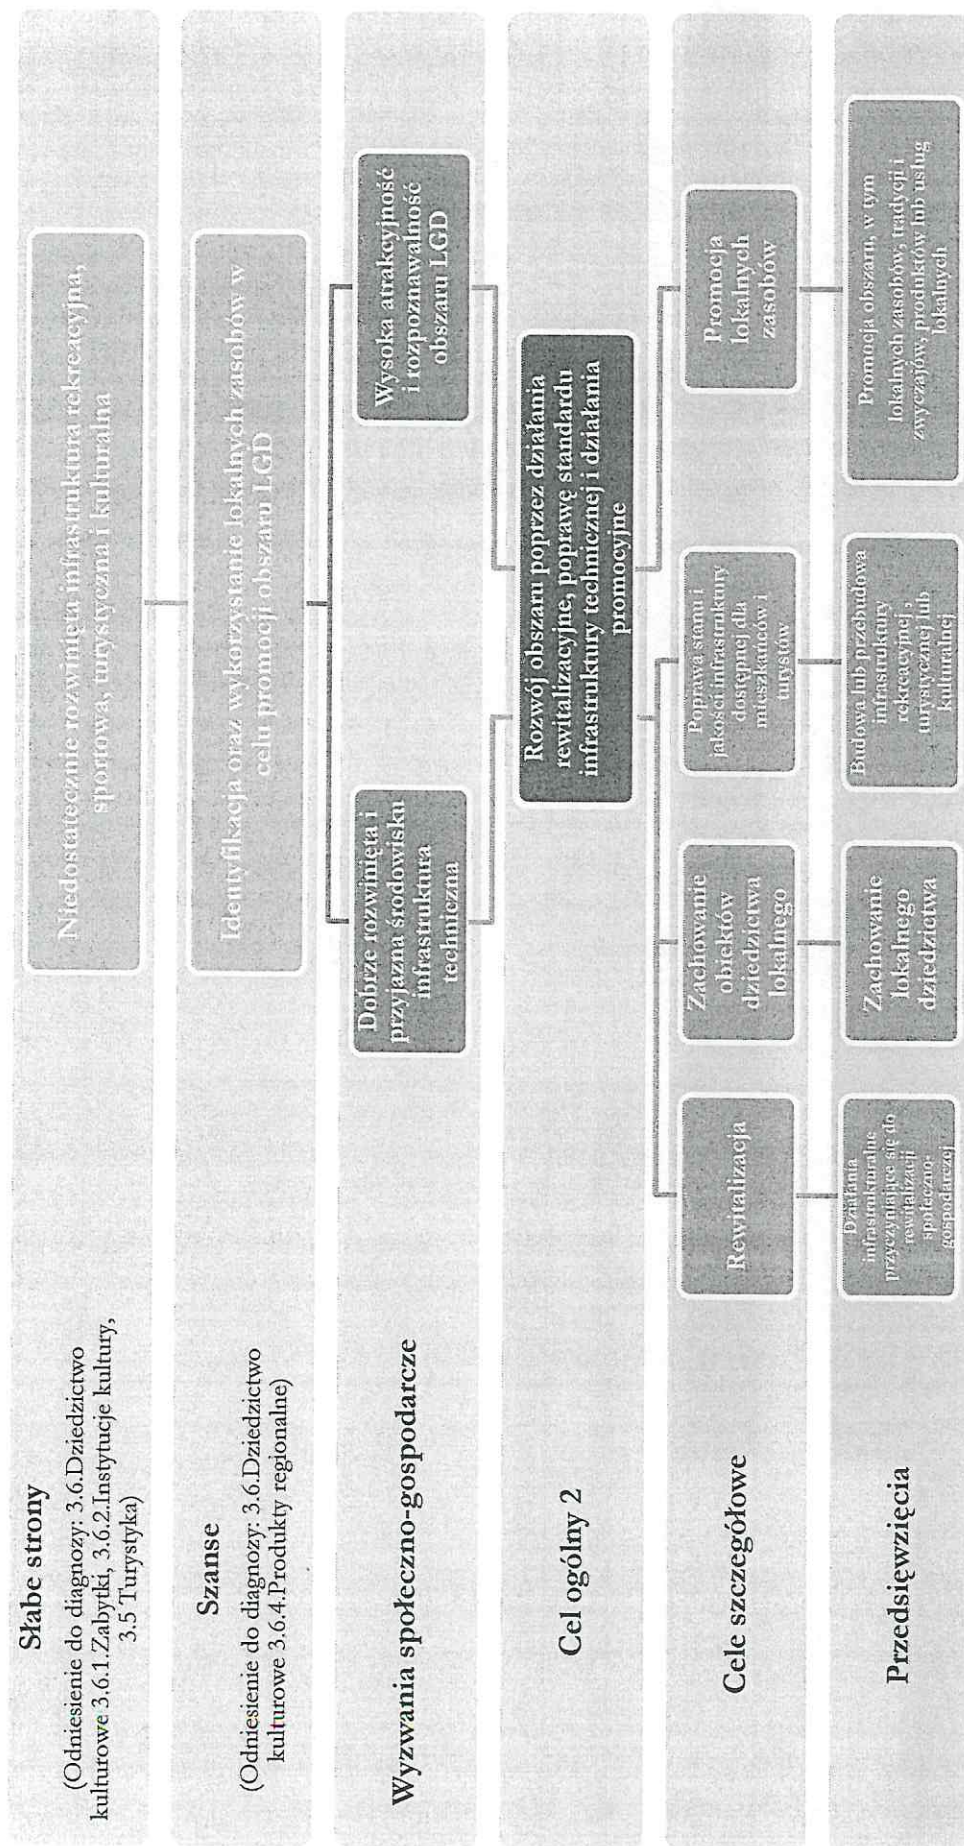 Słabe strony
(Odniesienie do diagnozy: 3.6.Dziedzictwo
kulturowe 3.6.1.Zabytki, 3.6.2.Instytucje kultury,
3.5 Turystyka)
Niedostatecznie rozwinięta infrastruktura rekreacyjna,
sportowa, turystyczna i kulturalna
Szanse
(Odniesienie do diagnozy: 3.6.Dziedzictwo
kulturowe 3.6.4.Produkty regionalne)
Identyfikacja oraz wykorzystanie lokalnych zasobów w
celu promocji obszaru LGD
Wyzwania społeczno-gospodarcze
Dobrze rozwinięta i
przyjazna środowisku
infrastruktura
techniczna
Wysoka atrakcyjność
i rozpoznawalność
obszaru LGD
Cel ogólny 2
Rozwój obszaru poprzez działania
rewitalizacyjne, poprawę standardu
infrastruktury technicznej i działania
promocyjne
Cele szczegółowe
Rewitalizacja
Zachowanie
obiektów
dziedzictwa
lokalnego
Poprawa stanu i
jakości infrastruktury
dostępnej dla
mieszkańców i
turystów
Promocja
lokalnych
zasobów
Przedsięwzięcia
Działania
infrastrukturalne
przyczyniające się do
rewitalizacji
społeczno-
gospodarczej
Zachowanie
lokalnego
dziedzictwa
Budowa lub przebudowa
infrastruktury
rekreacyjnej ,
turystycznej lub
kulturalnej
Promocja obszaru, w tym
lokalnych zasobów, tradycji i
zwyczajów, produktów lub usług
lokalnych